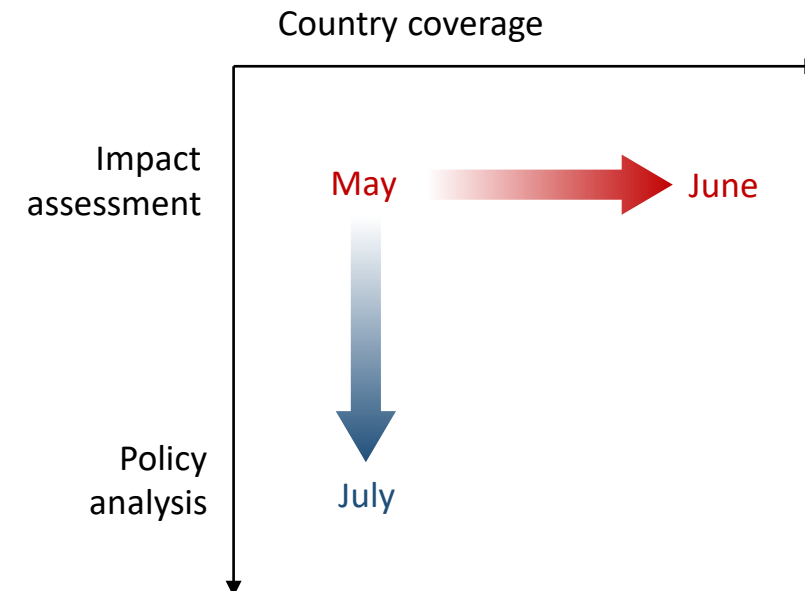 Country coverage
Impact
assessment
May
June
Policy
analysis
July